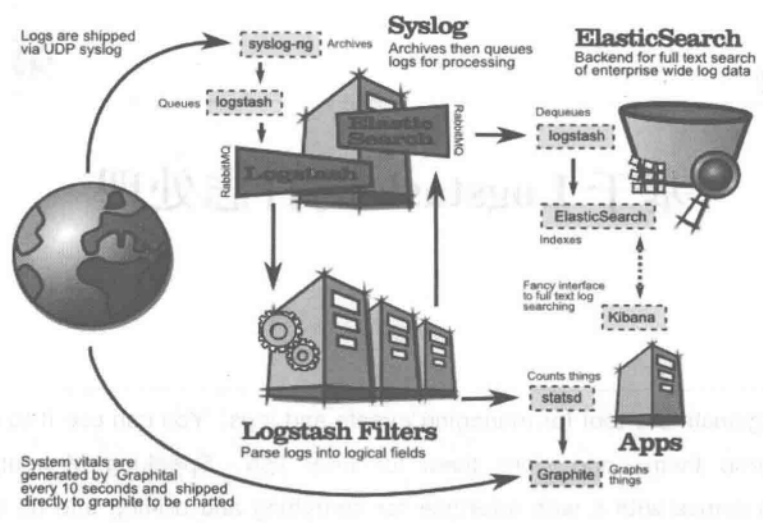 Logs are shipped
via UDP syslog
syslog-ng
Archives
Queues
logstash
Syslog
Archives then queues
logs for processing
RabbitMQ
Logstash
Elastic
Search
RabbitMQ
ElasticSearch
Backend for full text search
of enterprise wide log data
Dequeues
logstash
ElasticSearch
Indexes
Fancy interface
to full text log
searching
Kibana
Logstash Filters
Parse logs into logical fields
Counts things
statsd
Graphite
Graphs
things
Apps
System vitals are
generated by Graphital
every 10 seconds and shipped
directly to graphite to be charted